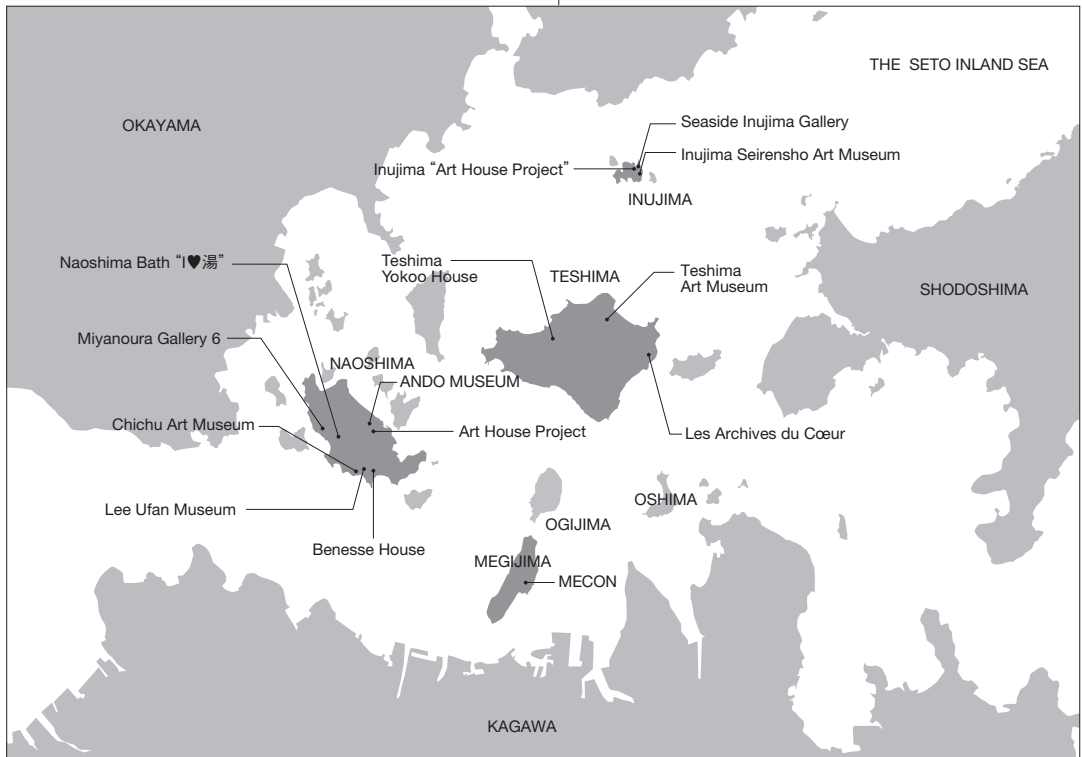 THE SETO INLAND SEA
OKAYAMA
Seaside Inujima Gallery
Inujima Seirensho Art Museum
Inujima “Art House Project”
INUJIMA
Naoshima Bath “I♥湯”
Teshima
Yokoo House
TESHIMA
Teshima
Art Museum
SHODOSHIMA
Miyanoura Gallery 6
NAOSHIMA
ANDO MUSEUM
Chichu Art Museum
Art House Project
Les Archives du Cœur
Lee Ufan Museum
OSHIMA
OGIJIMA
Benesse House
MEGIJIMA
MECON
KAGAWA